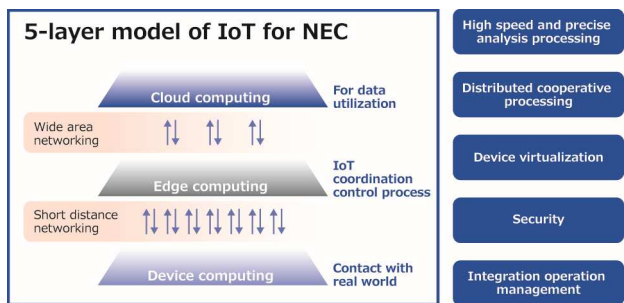 5-layer model of IoT for NEC
Cloud computing
For data
utilization
Wide area
networking
Edge computing
IoT
coordination
control process
Short distance
networking
Device computing
Contact with
real world
High speed and precise
analysis processing
Distributed cooperative
processing
Device virtualization
Security
Integration operation
management